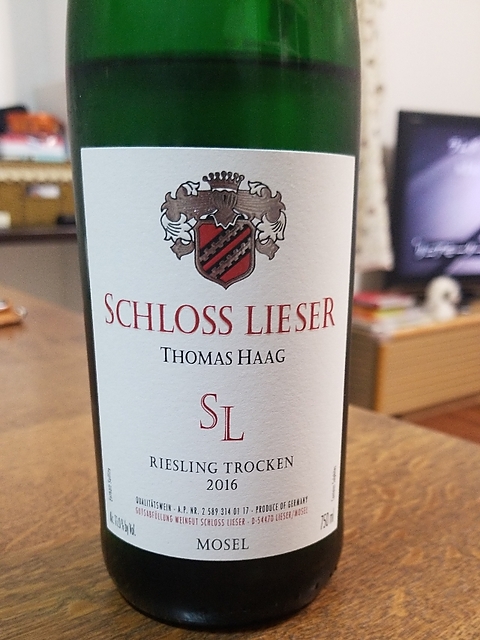 SCHLOSS LIESER
THOMAS HAAG
SL
RIESLING TROCKEN
2016
QUALITÄTSWEIN - A.P. NR. 2 589 314 01 17 - PRODUCE OF GERMANY
GUTSABFÜLLUNG WEINGUT SCHLOSS LIESER - D-54470 LIESER/MOSEL
750 ml
MOSEL